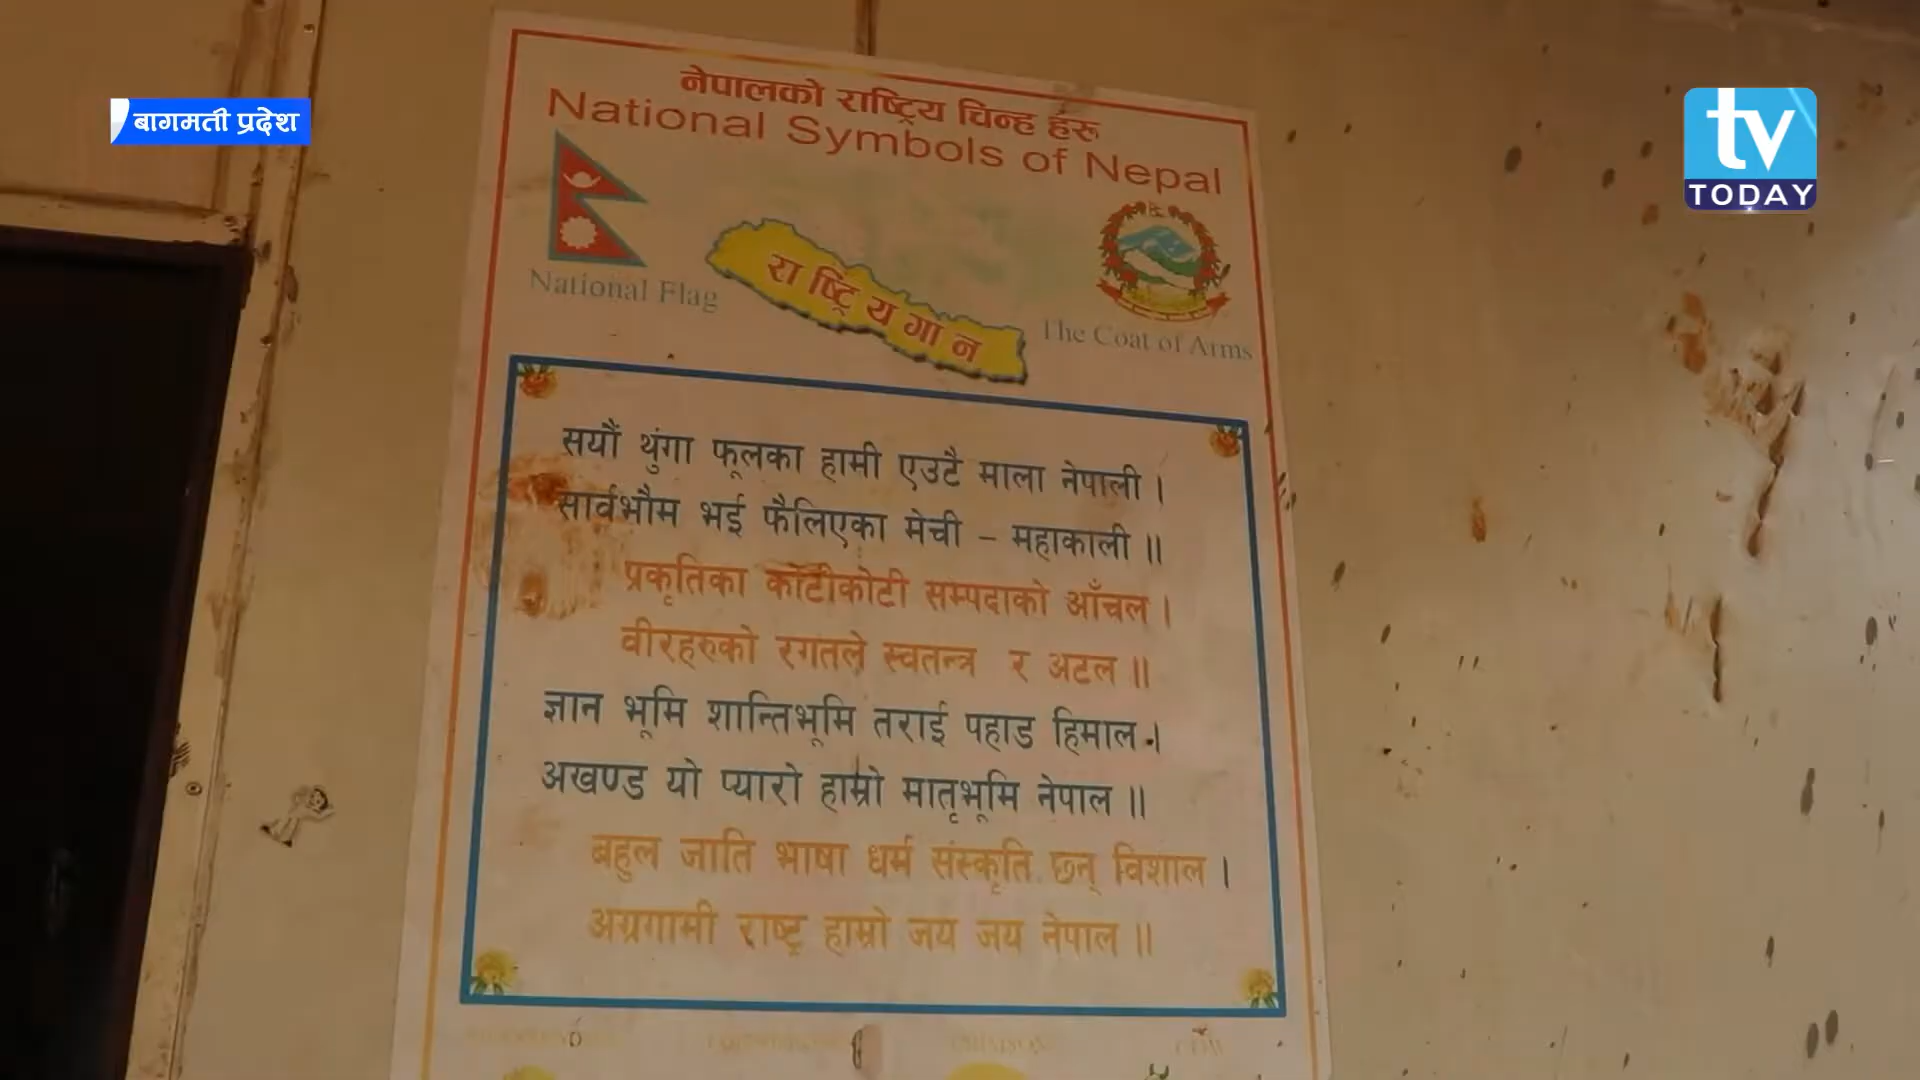 बागमती प्रदेश
tv
TODAY
नेपालको राष्ट्रिय चिन्ह हरु
National Symbols of Nepal
National Flag
राष्ट्रियगान
The Coat of Arms
सयौं थुंगा फूलका हामी एउटै माला नेपाली ।
सार्वभौम भई फैलिएका मेची – महाकाली ॥
प्रकृतिका कोटीकोटी सम्पदाको आँचल ।
वीरहरुको रगतले स्वतन्त्र र अटल ॥
ज्ञान भूमि शान्तिभूमि तराई पहाड हिमाल ।
अखण्ड यो प्यारो हाम्रो मातृभूमि नेपाल ॥
बहुल जाति भाषा धर्म संस्कृति छन् विशाल ।
अग्रगामी राष्ट्र हाम्रो जय जय नेपाल ॥